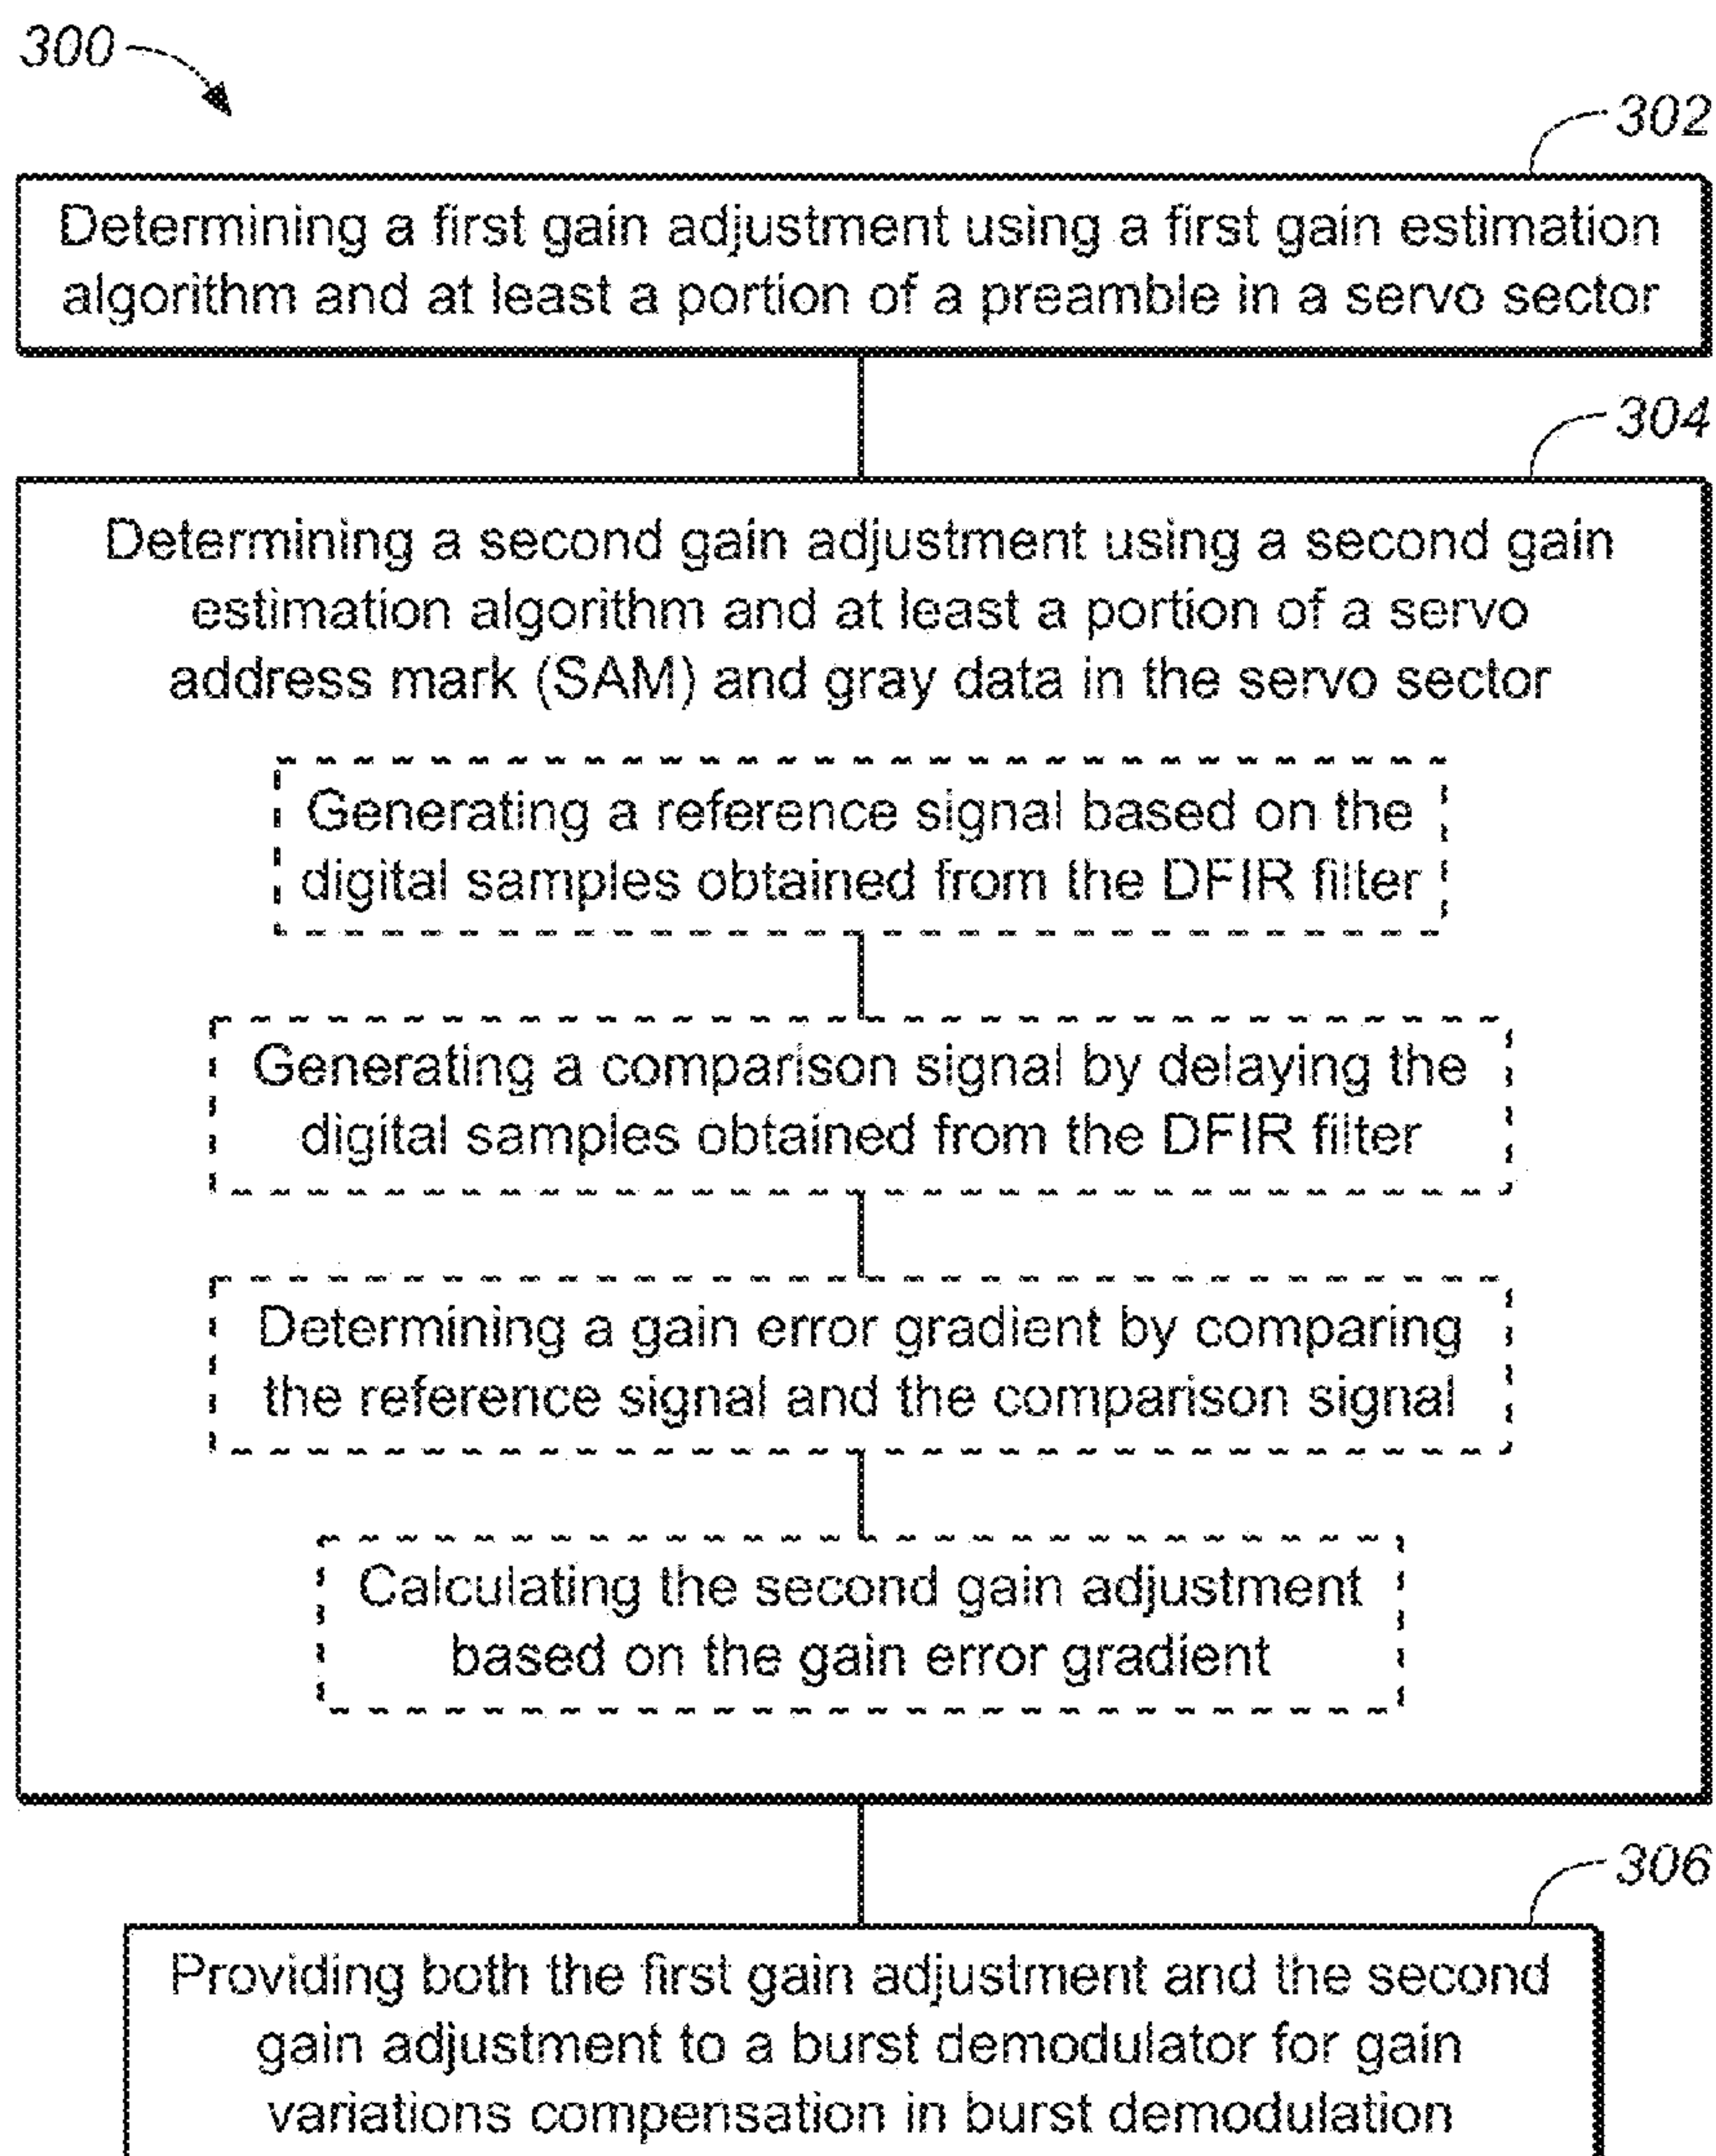 300
302
Determining a first gain adjustment using a first gain estimation
algorithm and at least a portion of a preamble in a servo sector
304
Determining a second gain adjustment using a second gain
estimation algorithm and at least a portion of a servo
address mark (SAM) and gray data in the servo sector
Generating a reference signal based on the
digital samples obtained from the DFIR filter
Generating a comparison signal by delaying the
digital samples obtained from the DFIR filter
Determining a gain error gradient by comparing
the reference signal and the comparison signal
Calculating the second gain adjustment
based on the gain error gradient
306
Providing both the first gain adjustment and the second
gain adjustment to a burst demodulator for gain
variations compensation in burst demodulation